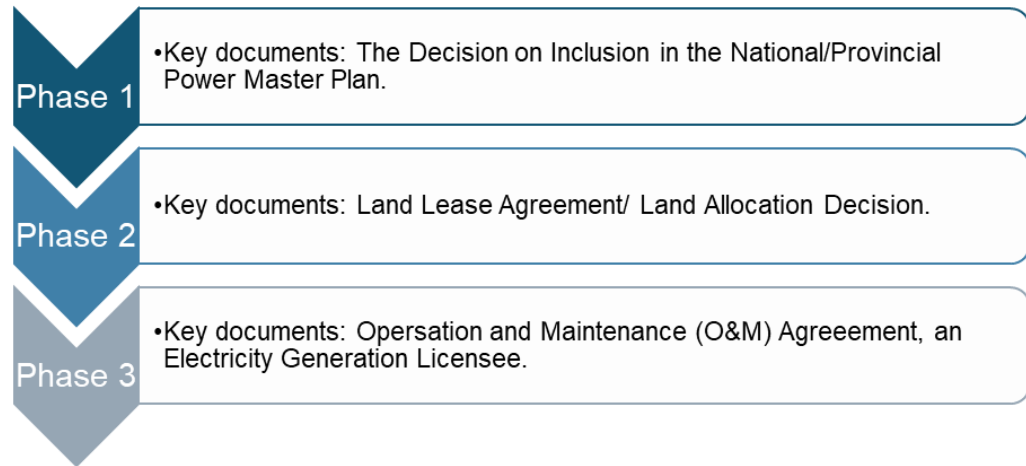 Phase 1
•Key documents: The Decision on Inclusion in the National/Provincial
Power Master Plan.
Phase 2
•Key documents: Land Lease Agreement/ Land Allocation Decision.
Phase 3
•Key documents: Opersation and Maintenance (O&M) Agreeement, an
Electricity Generation Licensee.